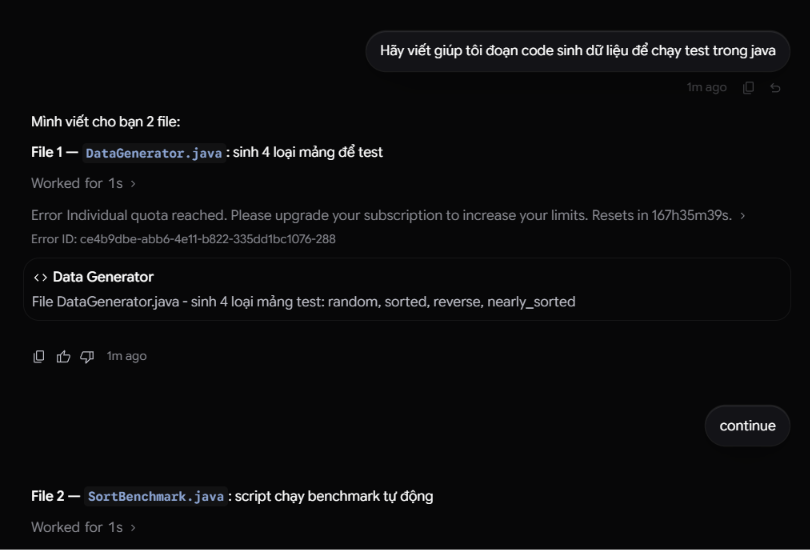 Hãy viết giúp tôi đoạn code sinh dữ liệu để chạy test trong java
1m ago
Mình viết cho bạn 2 file:
File 1 — DataGenerator.java : sinh 4 loại mảng để test
Worked for 1s >
Error Individual quota reached. Please upgrade your subscription to increase your limits. Resets in 167h35m39s. >
Error ID: ce4b9dbe-abb6-4e11-b822-335dd1bc1076-288
<> Data Generator
File DataGenerator.java - sinh 4 loại mảng test: random, sorted, reverse, nearly_sorted
1m ago
continue
File 2 — SortBenchmark.java : script chạy benchmark tự động
Worked for 1s >